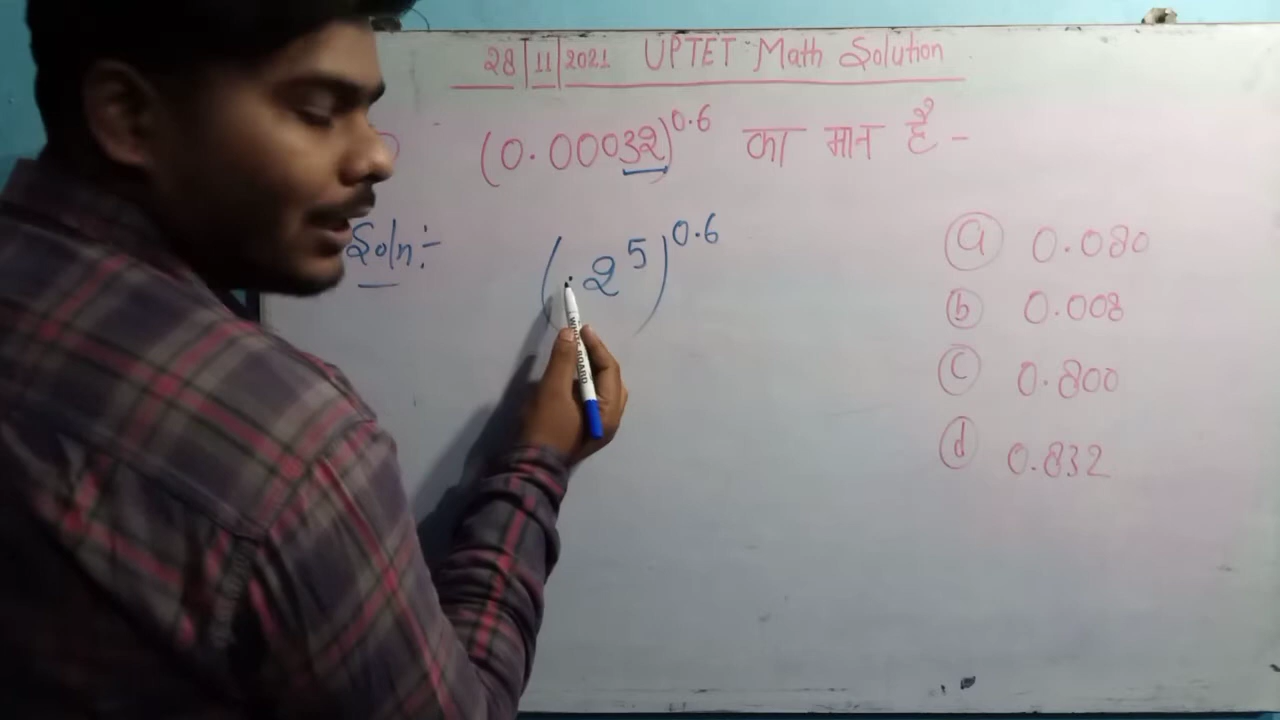 28|11|2021 UPTET Math Solution
(0.00032)^0.6 का मान है -
Soln:-
(.2^5)^0.6
(a) 0.080
(b) 0.008
(c) 0.800
(d) 0.832